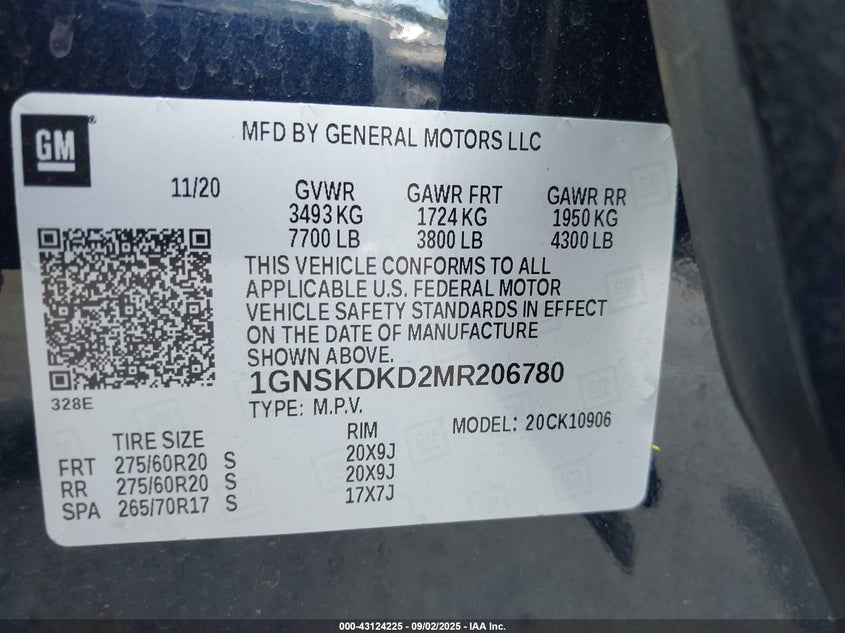 GM
MFD BY GENERAL MOTORS LLC
11/20 GVWR GAWR FRT GAWR RR
3493 KG 1724 KG 1950 KG
7700 LB 3800 LB 4300 LB
THIS VEHICLE CONFORMS TO ALL
APPLICABLE U.S. FEDERAL MOTOR
VEHICLE SAFETY STANDARDS IN EFFECT
ON THE DATE OF MANUFACTURE
SHOWN ABOVE.
1GNSKDKD2MR206780
328E
TYPE: M.P.V. MODEL: 20CK10906
TIRE SIZE RIM
FRT 275/60R20 S 20X9J
RR 275/60R20 S 20X9J
SPA 265/70R17 S 17X7J
000-43124225 - 09/02/2025 - IAA Inc.